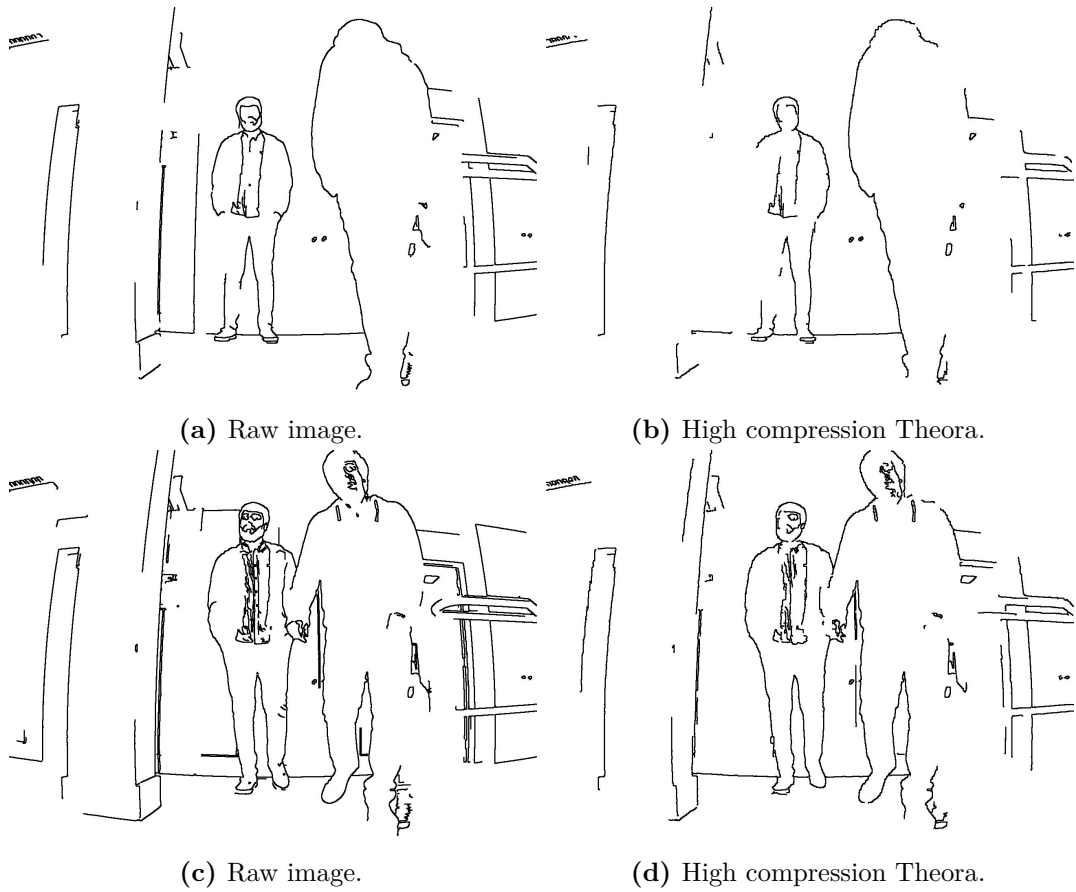 (a) Raw image.
(b) High compression Theora.
(c) Raw image.
(d) High compression Theora.